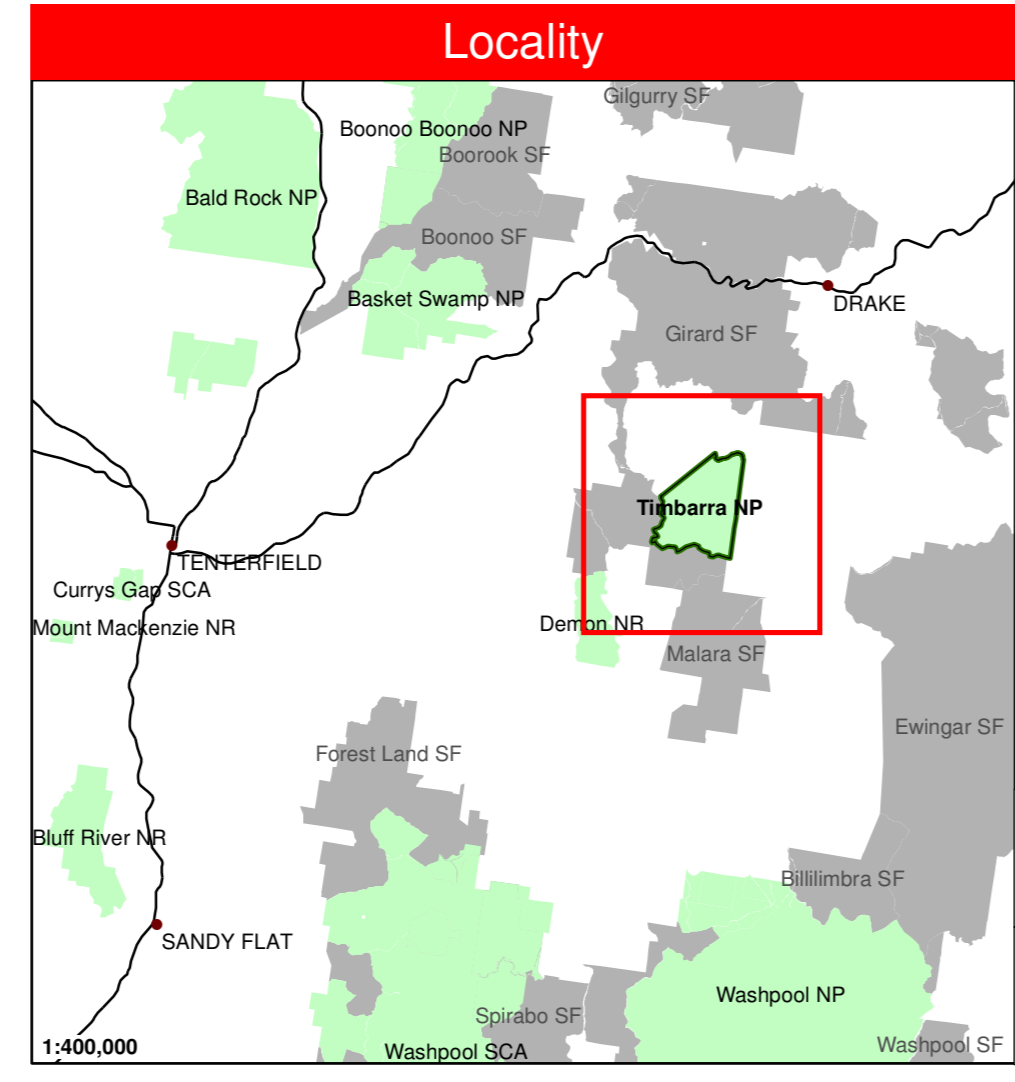 Locality
Gilgurry SF
Boonoo Boonoo NP
Boorook SF
Bald Rock NP
Boonoo SF
Basket Swamp NP
DRAKE
Girard SF
Timbarra NP
TENTERFIELD
Currys Gap SCA
Mount Mackenzie NR
Demon NR
Malara SF
Ewingar SF
Forest Land SF
Bluff River NR
Billilimbra SF
SANDY FLAT
Washpool NP
Spirabo SF
Washpool SF
1:400,000
Washpool SCA